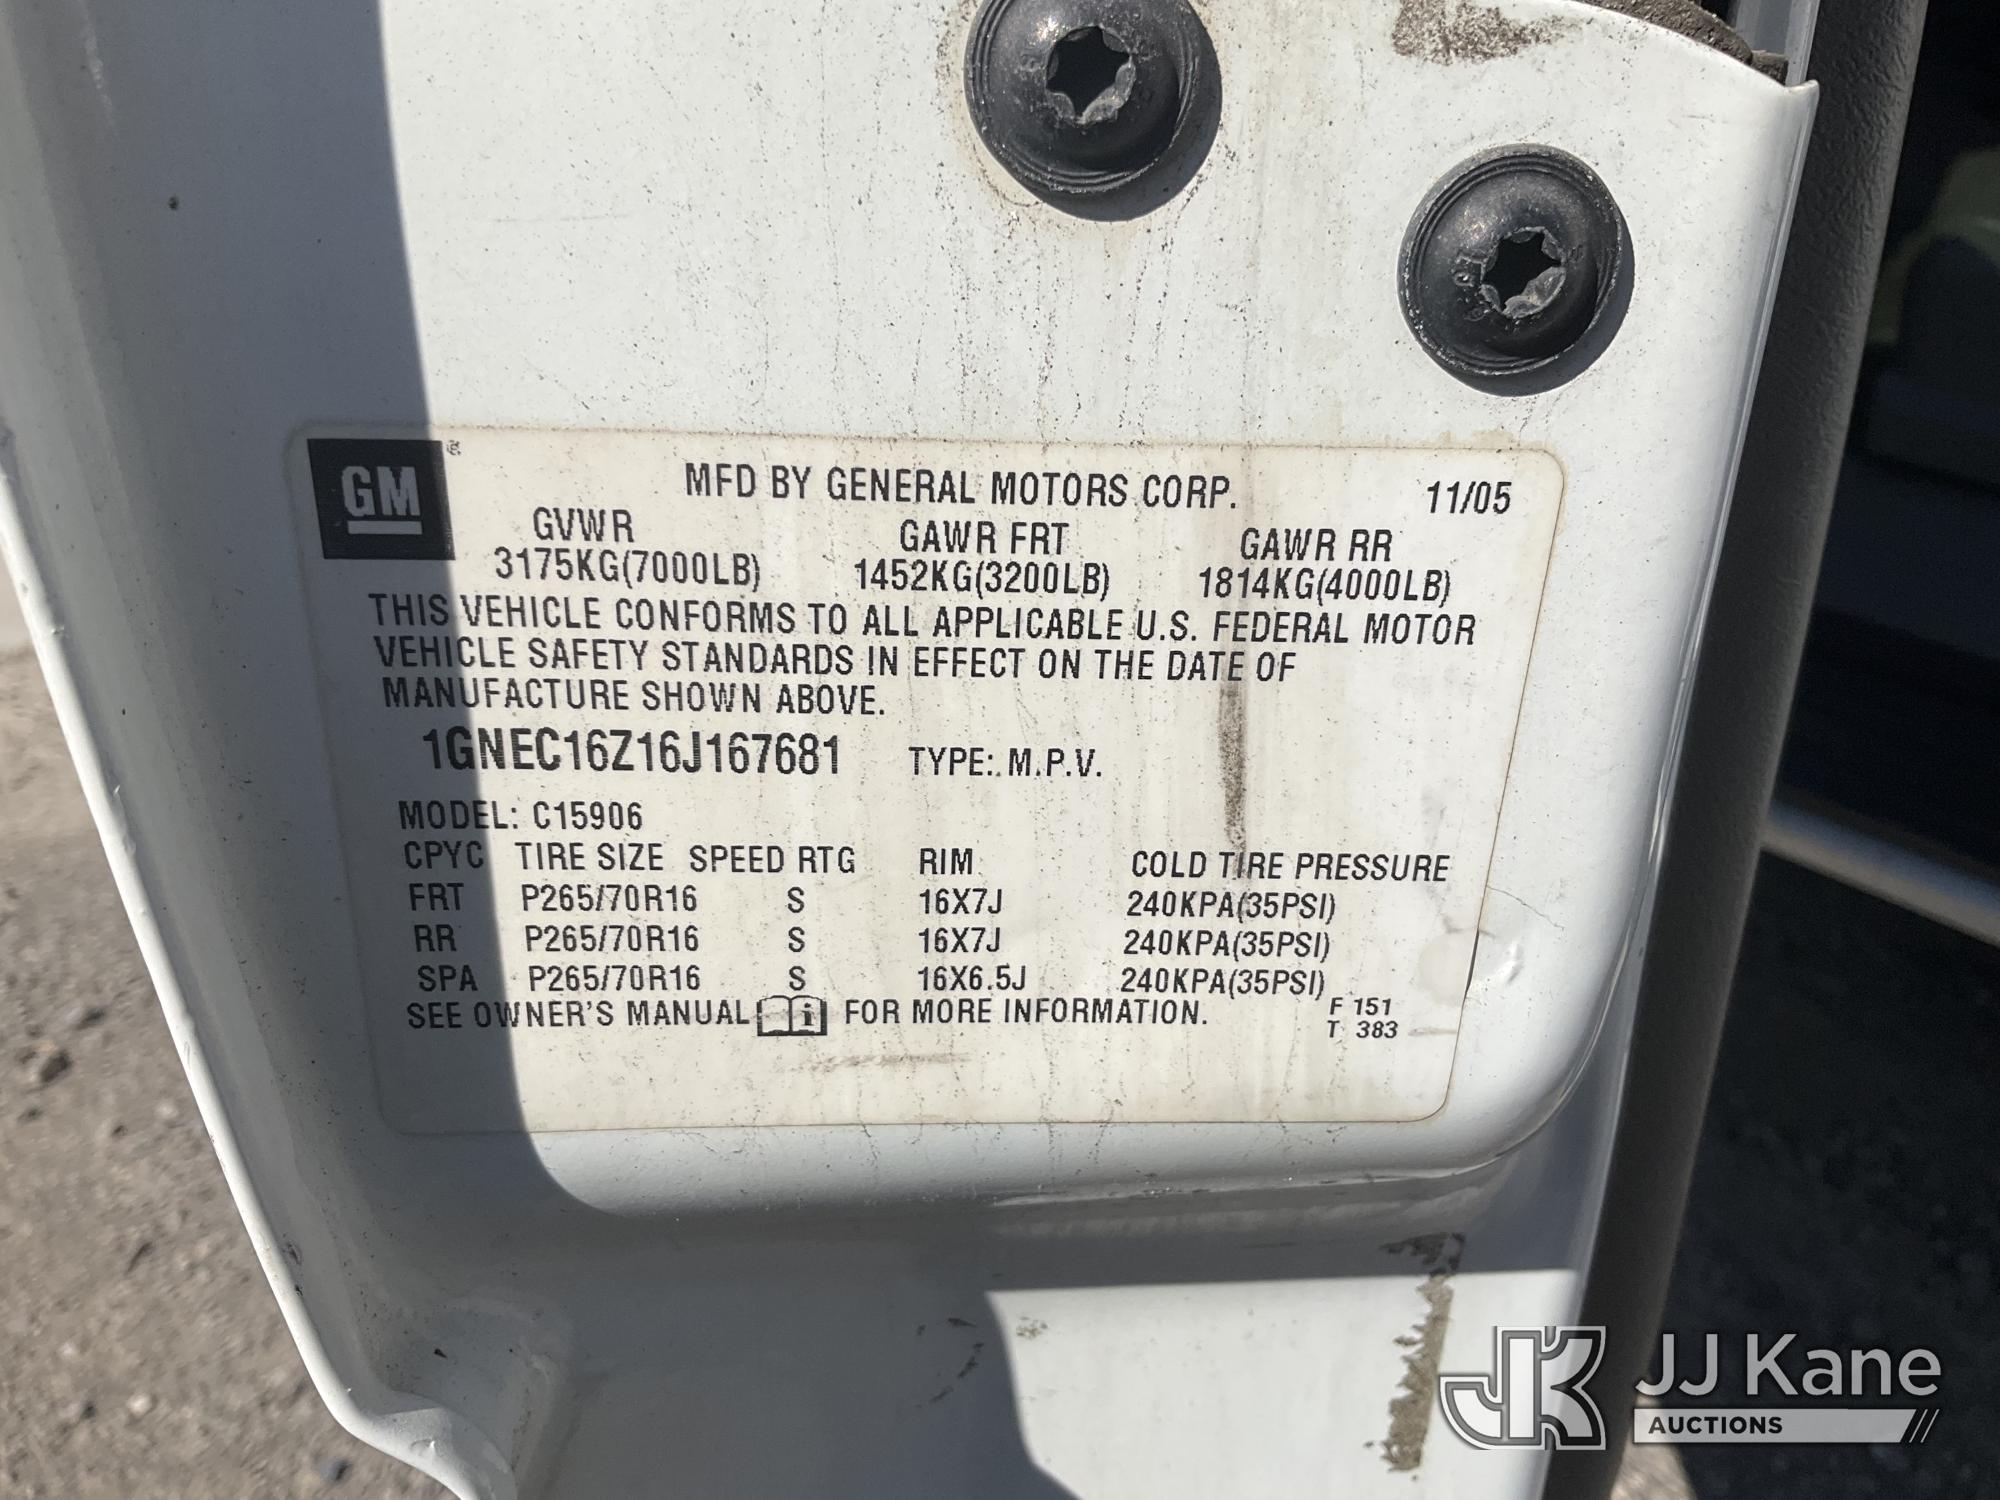 GM
MFD BY GENERAL MOTORS CORP. 11/05
GVWR GAWR FRT GAWR RR
3175KG(7000LB) 1452KG(3200LB) 1814KG(4000LB)
THIS VEHICLE CONFORMS TO ALL APPLICABLE U.S. FEDERAL MOTOR
VEHICLE SAFETY STANDARDS IN EFFECT ON THE DATE OF
MANUFACTURE SHOWN ABOVE.
1GNEC16Z16J167681 TYPE: M.P.V.
MODEL: C15906
CPYC TIRE SIZE SPEED RTG RIM COLD TIRE PRESSURE
FRT P265/70R16 S 16X7J 240KPA(35PSI)
RR P265/70R16 S 16X7J 240KPA(35PSI)
SPA P265/70R16 S 16X6.5J 240KPA(35PSI)
SEE OWNER'S MANUAL i FOR MORE INFORMATION.
F 151
T 383
JK JJ Kane
AUCTIONS